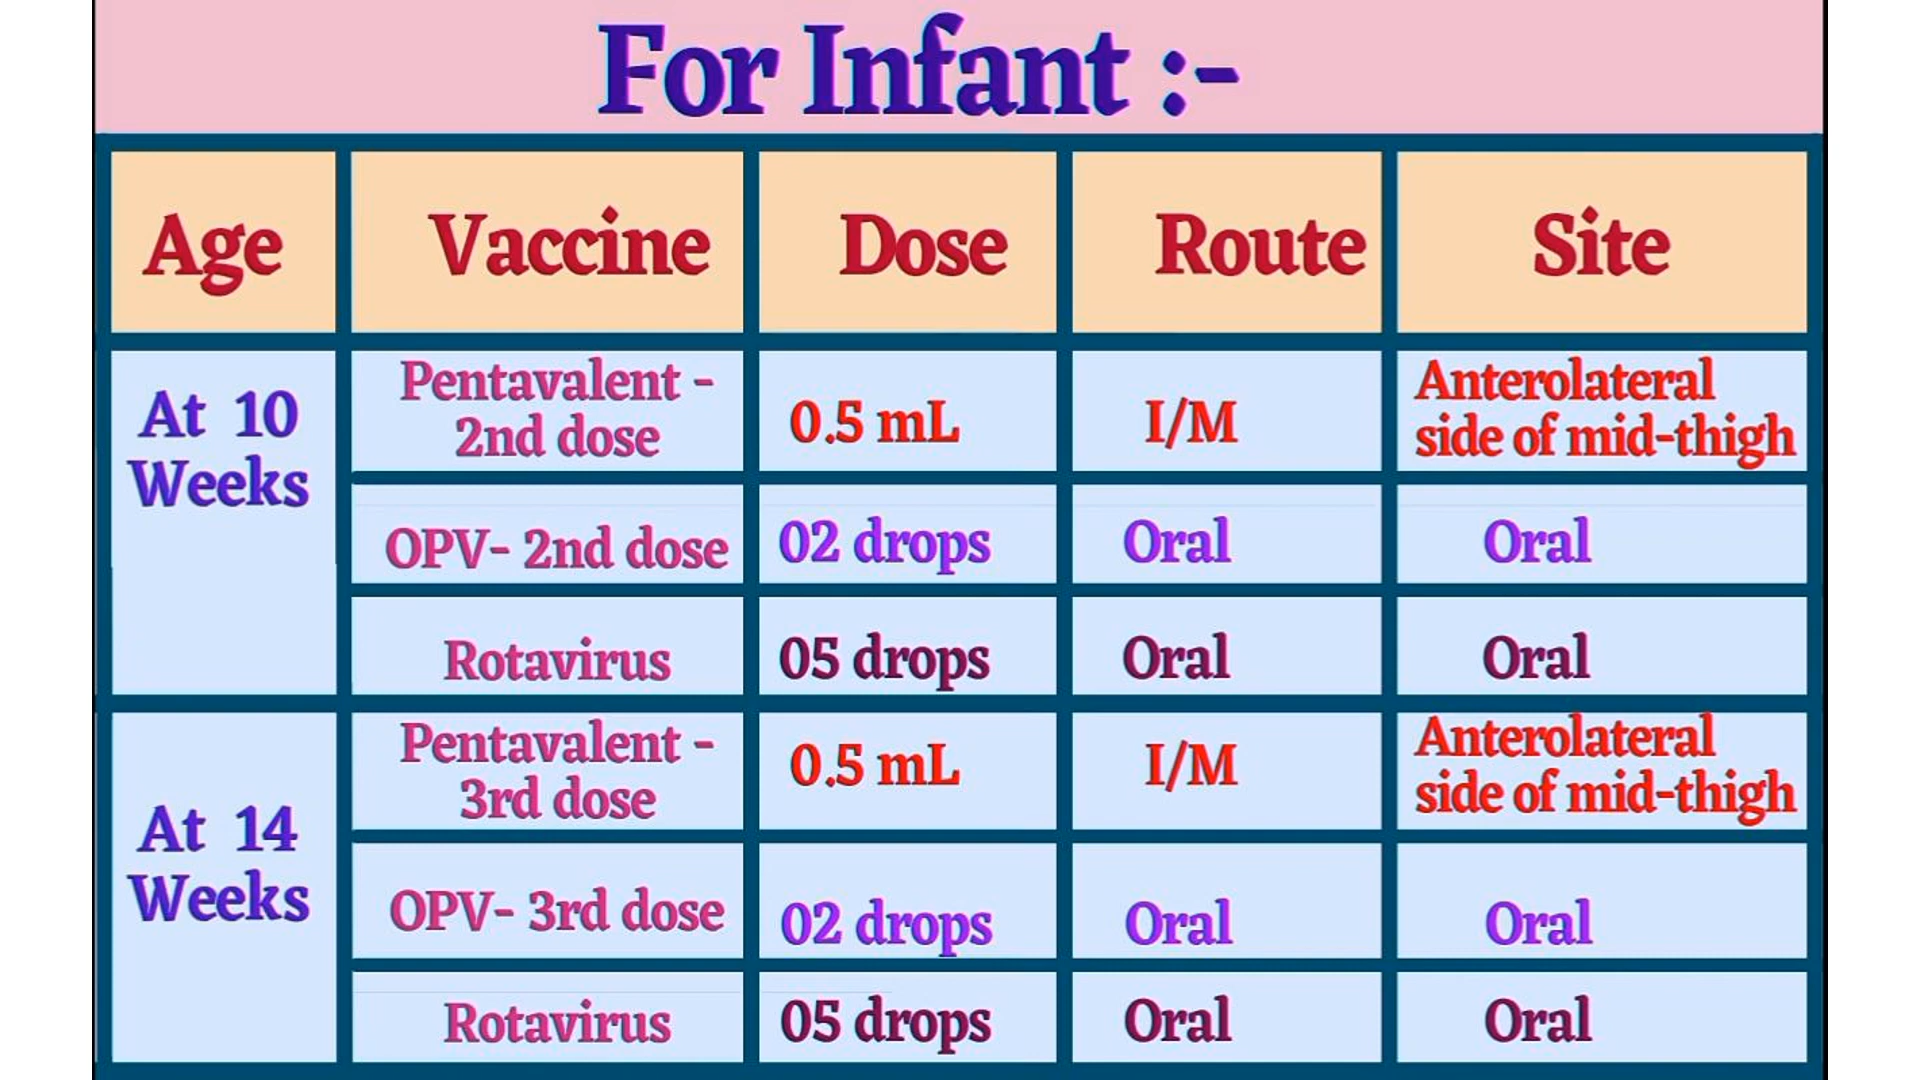 For Infant :-
Age Vaccine Dose Route Site
At 10
Weeks
Pentavalent -
2nd dose
0.5 mL
I/M
Anterolateral
side of mid-thigh
OPV- 2nd dose
02 drops
Oral
Oral
Rotavirus
05 drops
Oral
Oral
At 14
Weeks
Pentavalent -
3rd dose
0.5 mL
I/M
Anterolateral
side of mid-thigh
OPV- 3rd dose
02 drops
Oral
Oral
Rotavirus
05 drops
Oral
Oral